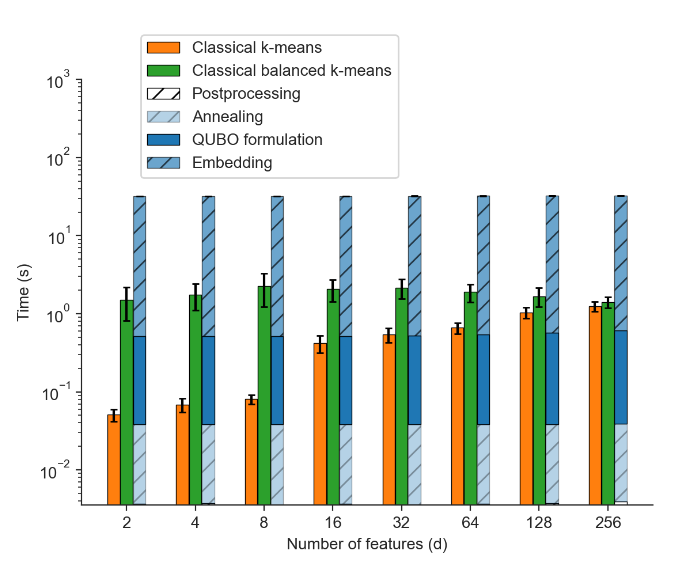 Classical k-means
Classical balanced k-means
Postprocessing
Annealing
QUBO formulation
Embedding
10³
10²
10¹
10⁰
10⁻¹
10⁻²
Time (s)
2 4 8 16 32 64 128 256
Number of features (d)